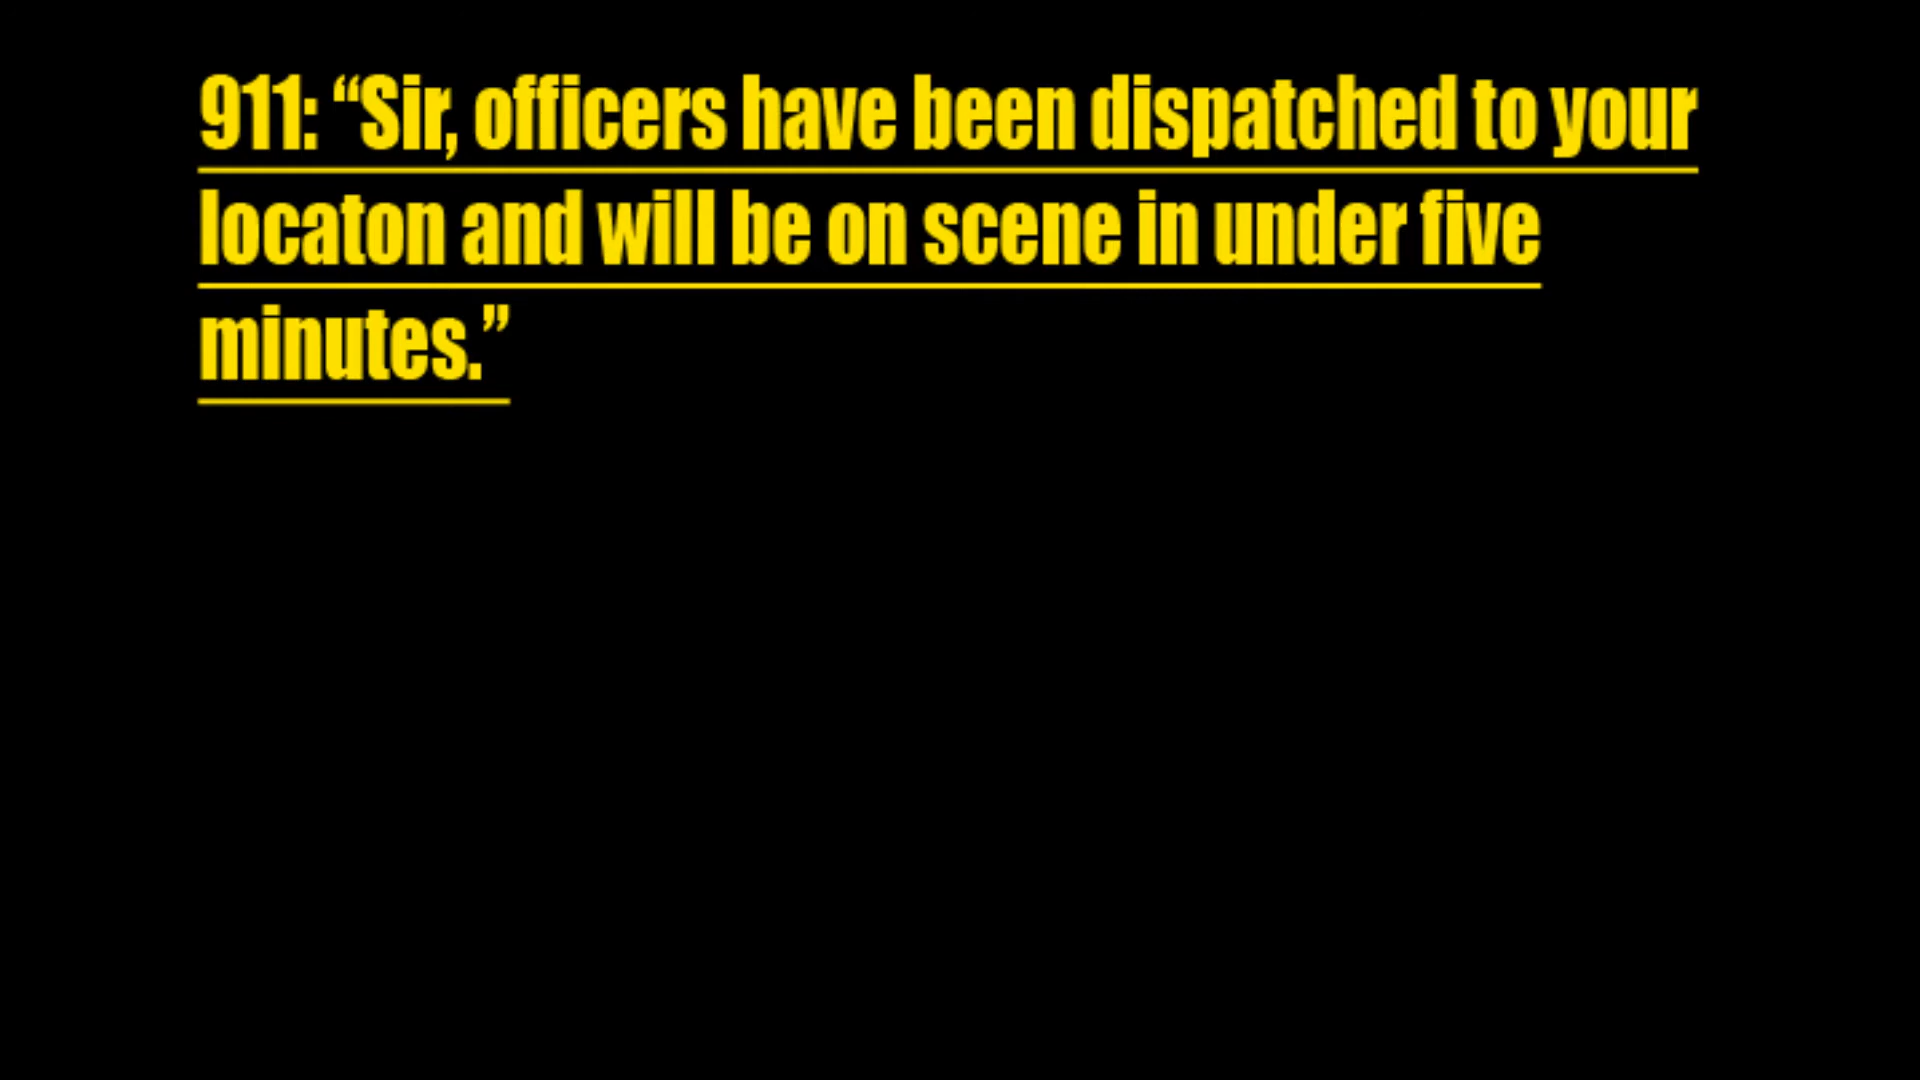 911: “Sir, officers have been dispatched to your
locaton and will be on scene in under five
minutes.”